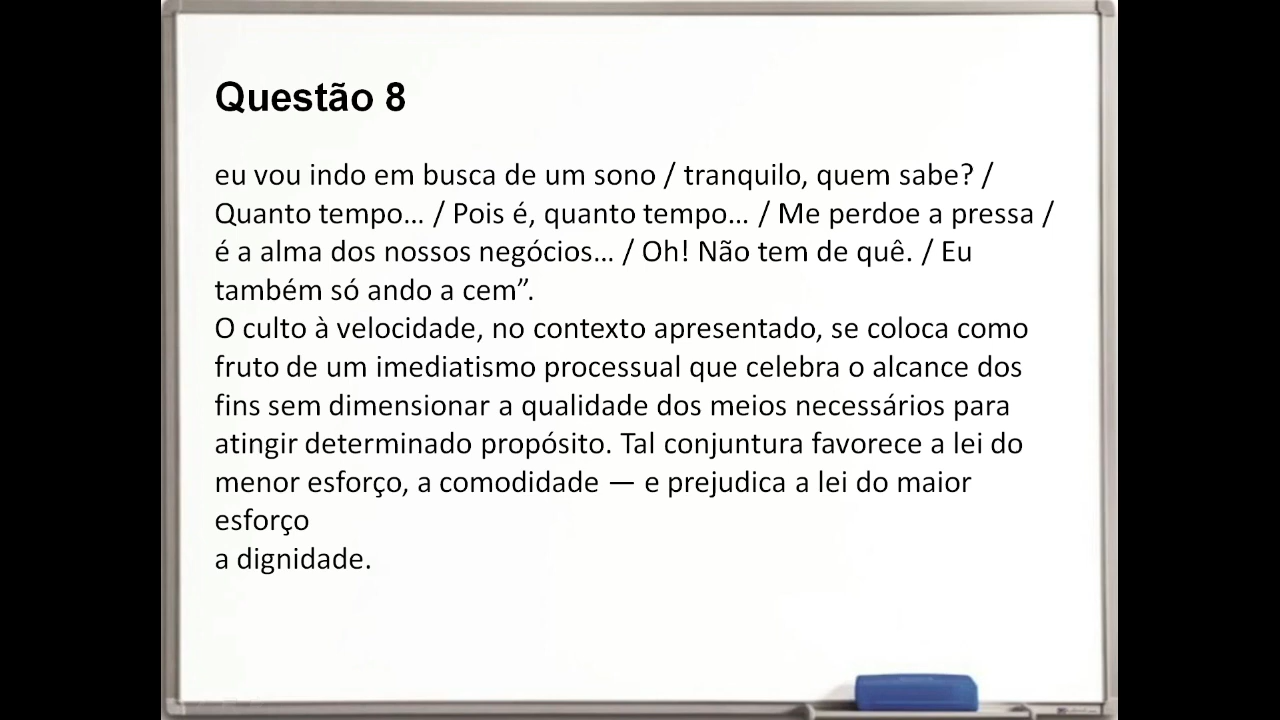 Questão 8
eu vou indo em busca de um sono / tranquilo, quem sabe? /
Quanto tempo... / Pois é, quanto tempo... / Me perdoe a pressa /
é a alma dos nossos negócios... / Oh! Não tem de quê. / Eu
também só ando a cem”.
O culto à velocidade, no contexto apresentado, se coloca como
fruto de um imediatismo processual que celebra o alcance dos
fins sem dimensionar a qualidade dos meios necessários para
atingir determinado propósito. Tal conjuntura favorece a lei do
menor esforço, a comodidade — e prejudica a lei do maior
esforço
a dignidade.